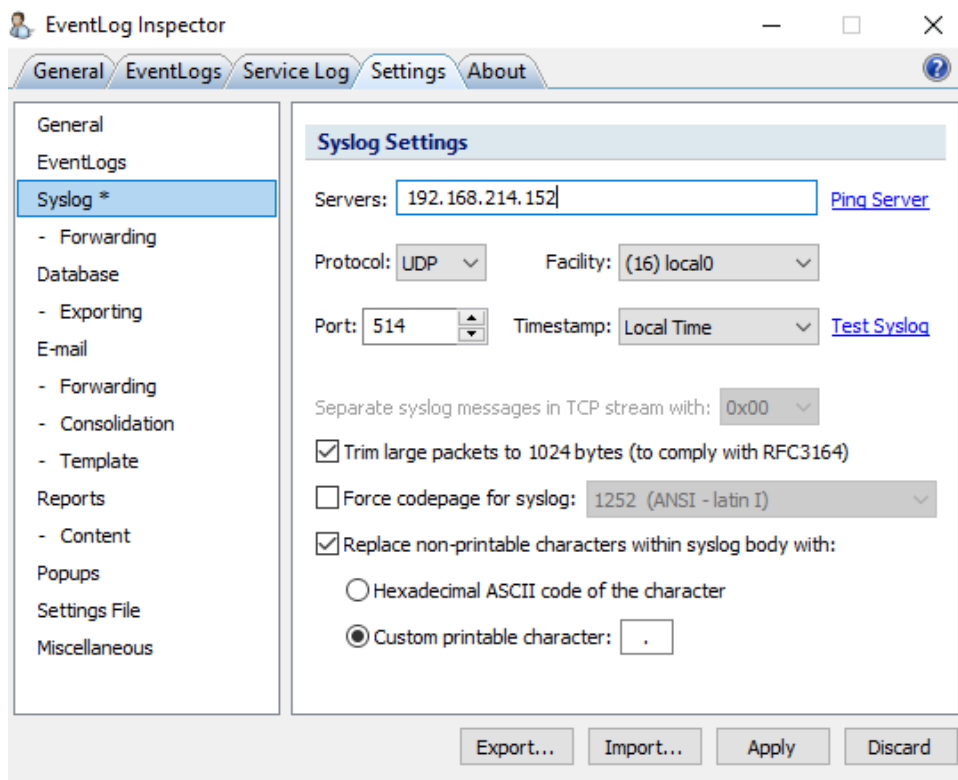 EventLog Inspector
General EventLogs Service Log Settings About ?
General
EventLogs
Syslog *
- Forwarding
Database
- Exporting
E-mail
- Forwarding
- Consolidation
- Template
Reports
- Content
Popups
Settings File
Miscellaneous
Syslog Settings
Servers: 192.168.214.152 Ping Server
Protocol: UDP Facility: (16) local0
Port: 514 Timestamp: Local Time Test Syslog
Separate syslog messages in TCP stream with: 0x00
Trim large packets to 1024 bytes (to comply with RFC3164)
Force codepage for syslog: 1252 (ANSI - latin I)
Replace non-printable characters within syslog body with:
Hexadecimal ASCII code of the character
Custom printable character: .
Export... Import... Apply Discard